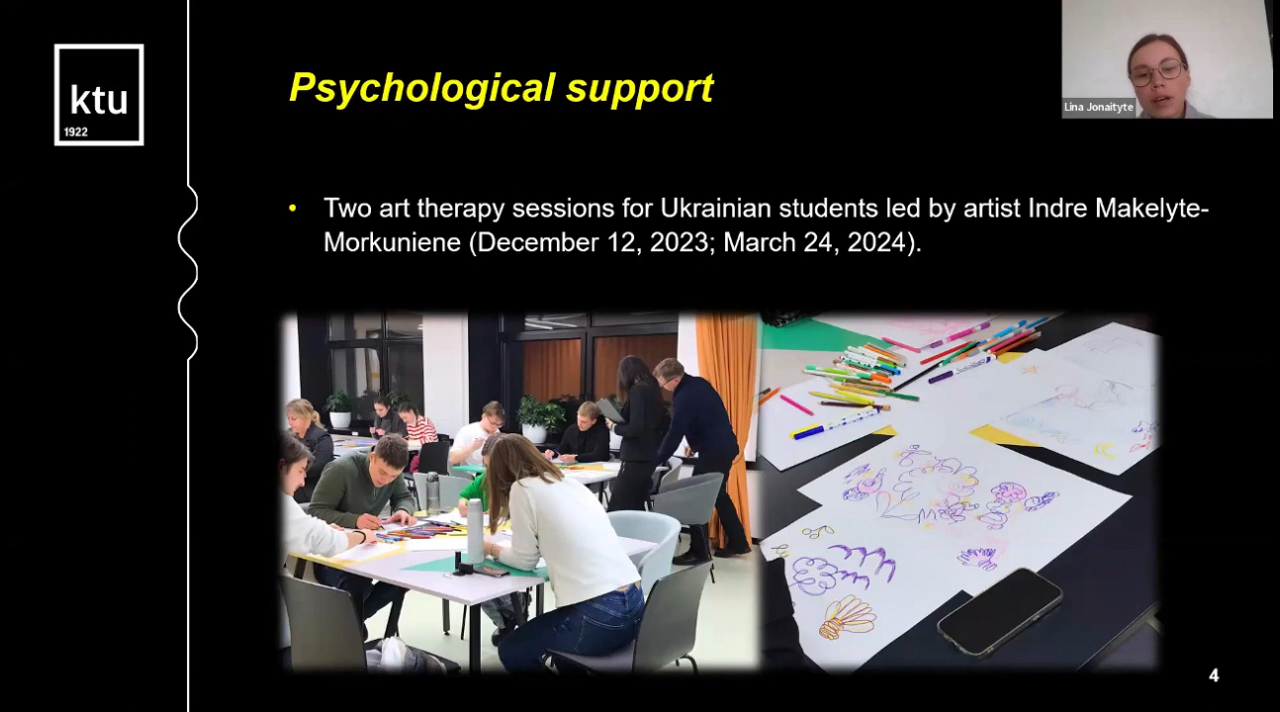 ktu
1922
Psychological support
Lina Jonaityte
• Two art therapy sessions for Ukrainian students led by artist Indre Makelyte-
Morkuniene (December 12, 2023; March 24, 2024).
4